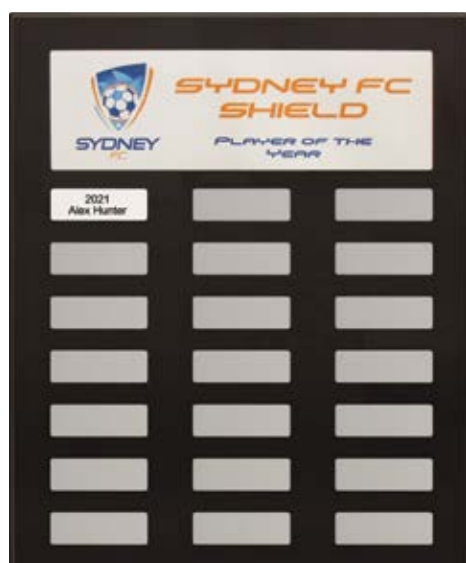 SYDNEY
FC
SYDNEY FC
SHIELD
PLAYER OF THE
YEAR
2021
Alex Hunter